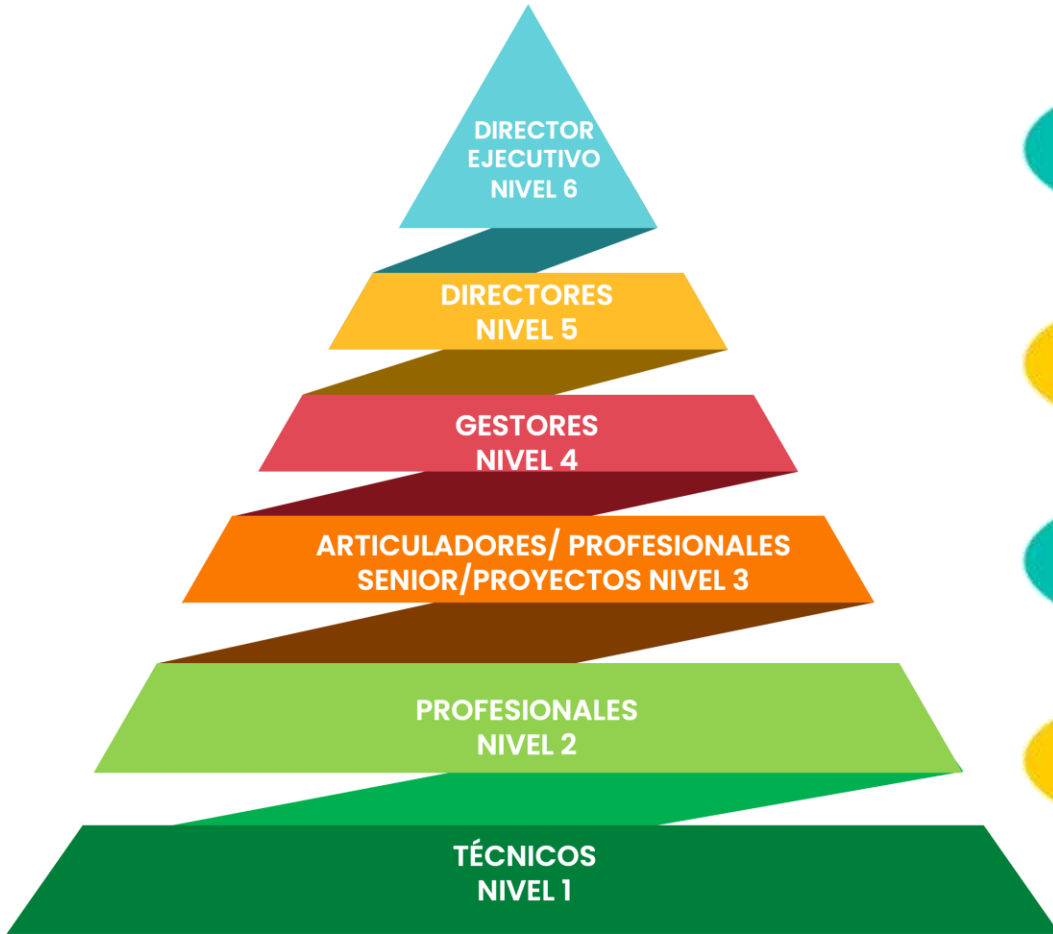 DIRECTOR
EJECUTIVO
NIVEL 6
DIRECTORES
NIVEL 5
GESTORES
NIVEL 4
ARTICULADORES/ PROFESIONALES
SENIOR/PROYECTOS NIVEL 3
PROFESIONALES
NIVEL 2
TÉCNICOS
NIVEL 1